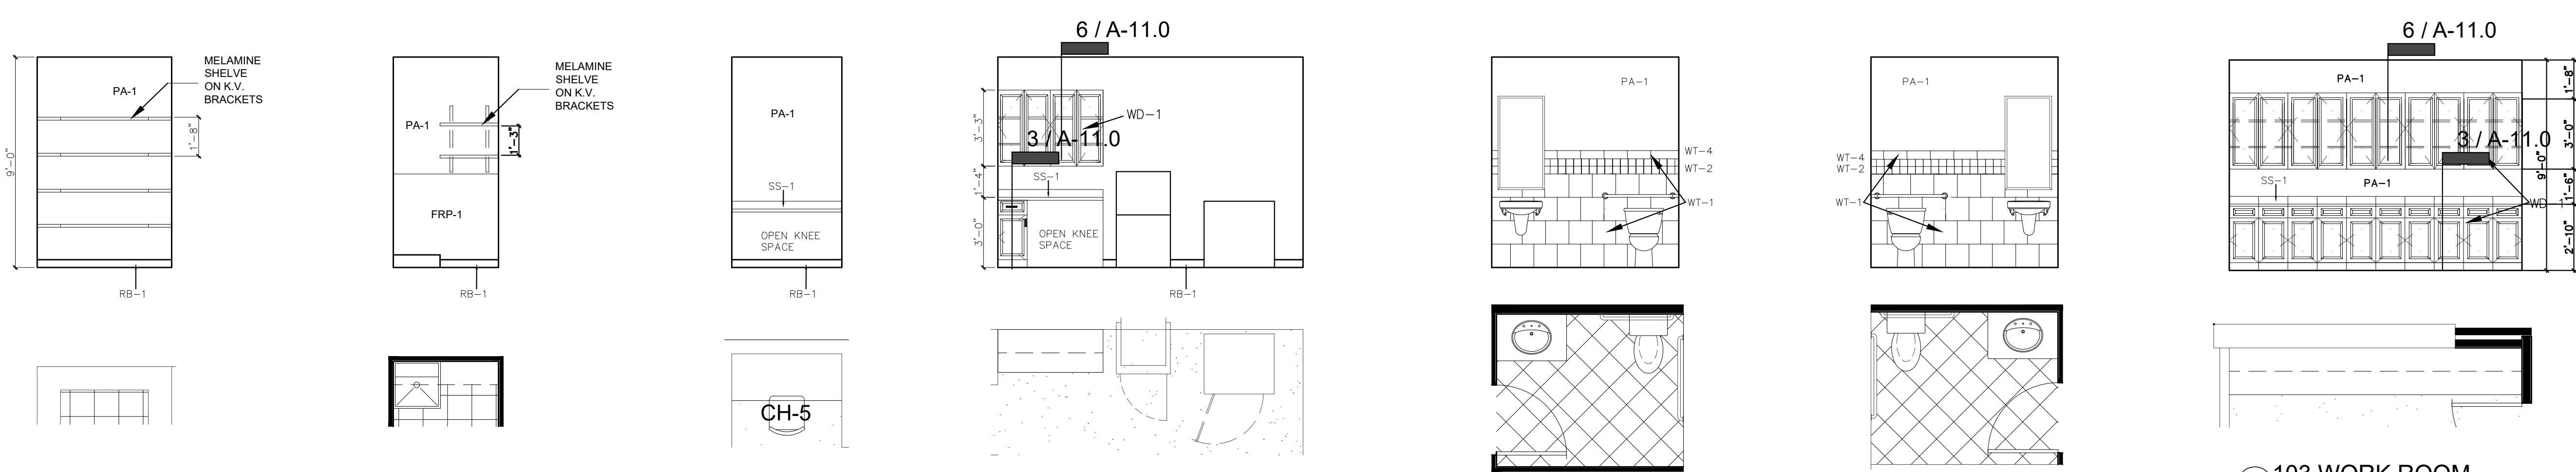 6 / A-11.0
6 / A-11.0
MELAMINE
SHELVE
ON K.V.
BRACKETS
PA-1
1'-8"
9'-0"
RB-1
MELAMINE
SHELVE
ON K.V.
BRACKETS
PA-1
1'-3"
FRP-1
RB-1
PA-1
SS-1
OPEN KNEE
SPACE
RB-1
CH-5
3'-3"
WD-1
3 / A-11.0
1'-4"
SS-1
3'-0"
OPEN KNEE
SPACE
RB-1
PA-1
WT-4
WT-2
WT-1
PA-1
WT-4
WT-2
WT-1
PA-1
1'-8"
3'-0"
3 / A-11.0
9'-0"
SS-1
PA-1
1'-6"
WD-1
2'-10"
103 WORK ROOM